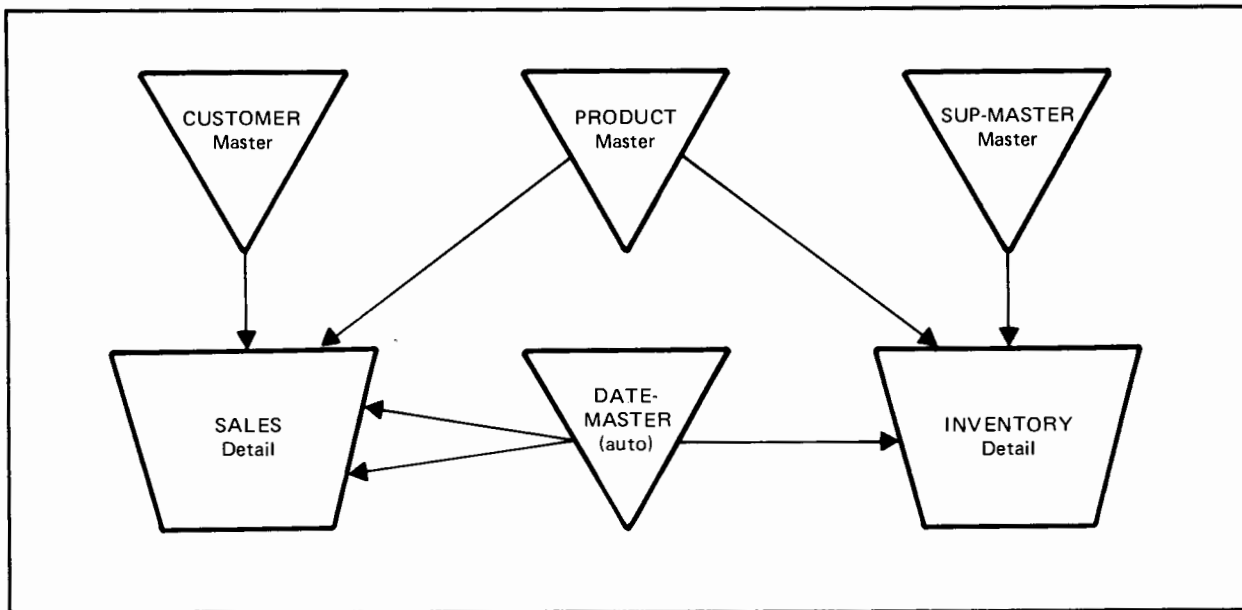 CUSTOMER
Master
PRODUCT
Master
SUP-MASTER
Master
SALES
Detail
DATE-
MASTER
(auto)
INVENTORY
Detail